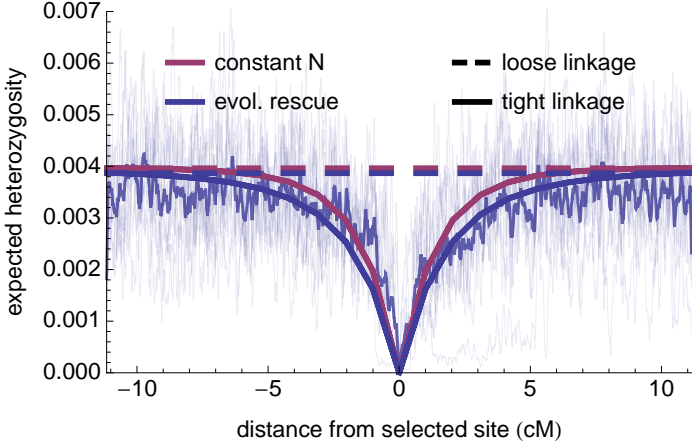 0.007
0.006
0.005
0.004
0.003
0.002
0.001
0.000
expected heterozygosity
constant N
evol. rescue
loose linkage
tight linkage
−10
−5
0
5
10
distance from selected site (cM)